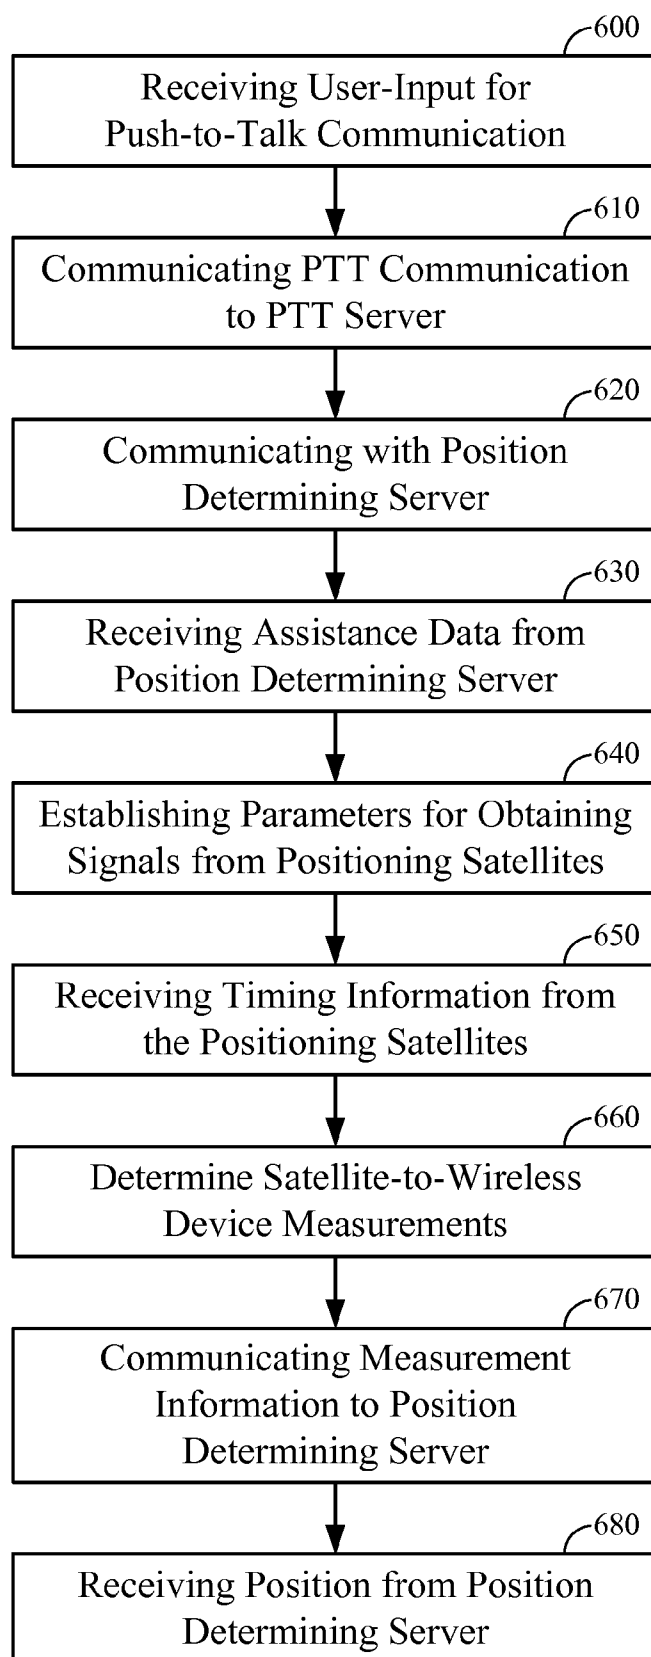 600
Receiving User-Input for
Push-to-Talk Communication
610
Communicating PTT Communication
to PTT Server
620
Communicating with Position
Determining Server
630
Receiving Assistance Data from
Position Determining Server
640
Establishing Parameters for Obtaining
Signals from Positioning Satellites
650
Receiving Timing Information from
the Positioning Satellites
660
Determine Satellite-to-Wireless
Device Measurements
670
Communicating Measurement
Information to Position
Determining Server
680
Receiving Position from Position
Determining Server